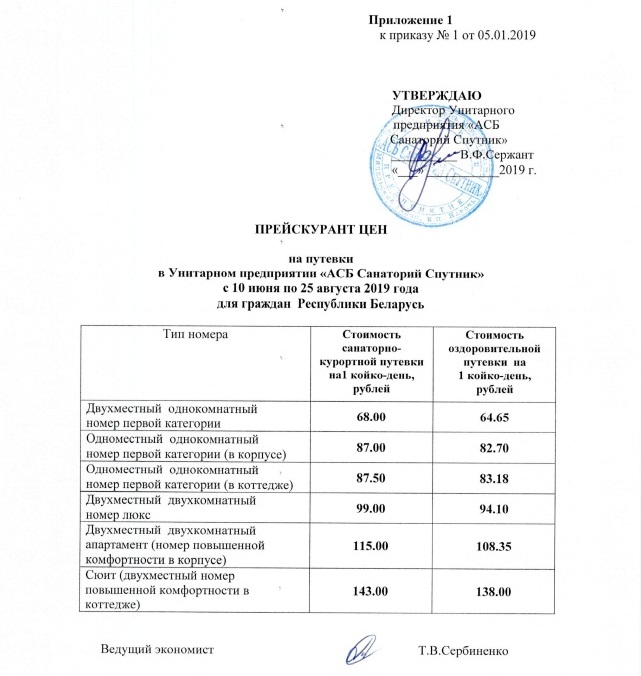 Приложение 1
к приказу № 1 от 05.01.2019
УТВЕРЖДАЮ
Директор Унитарного
предприятия «АСБ
Санаторий Спутник»
__________ В.Ф.Сержант
«___»___________2019 г.
ПРЕЙСКУРАНТ ЦЕН
на путевки
в Унитарном предприятии «АСБ Санаторий Спутник»
с 10 июня по 25 августа 2019 года
для граждан Республики Беларусь
Тип номера
Стоимость
санаторно-
курортной путевки
на1 койко-день,
рублей
Стоимость
оздоровительной
путевки на
1 койко-день,
рублей
Двухместный однокомнатный
номер первой категории
68.00
64.65
Одноместный однокомнатный
номер первой категории (в корпусе)
87.00
82.70
Одноместный однокомнатный
номер первой категории (в коттедже)
87.50
83.18
Двухместный двухкомнатный
номер люкс
99.00
94.10
Двухместный двухкомнатный
апартамент (номер повышенной
комфортности в корпусе)
115.00
108.35
Сюит (двухместный номер
повышенной комфортности в
коттедже)
143.00
138.00
Ведущий экономист
Т.В.Сербиненко